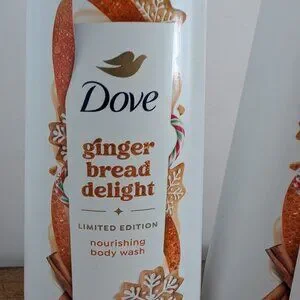 Dove
ginger
bread
delight
LIMITED EDITION
nourishing
body wash